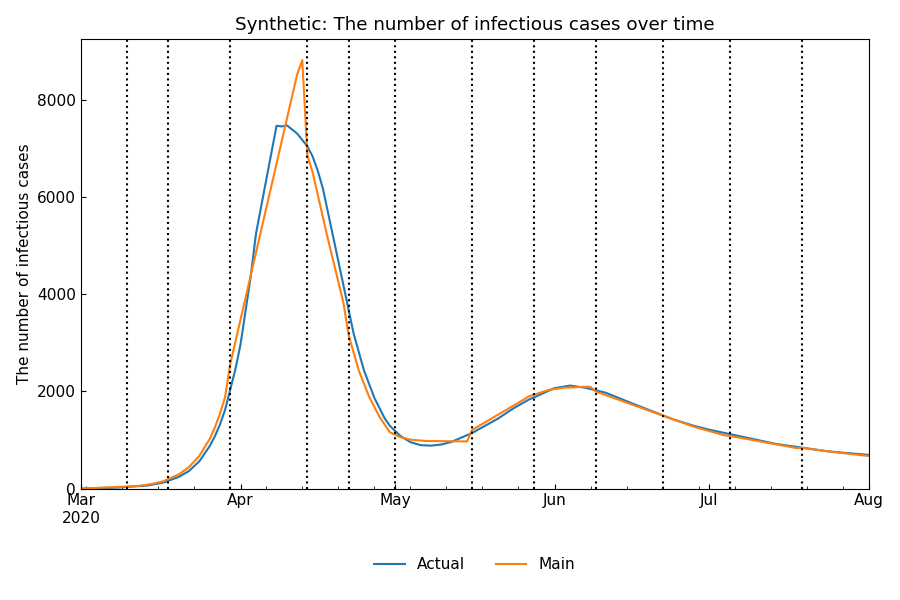 Synthetic: The number of infectious cases over time
The number of infectious cases
8000
6000
4000
2000
0
Mar Apr May Jun Jul Aug
2020
Actual Main